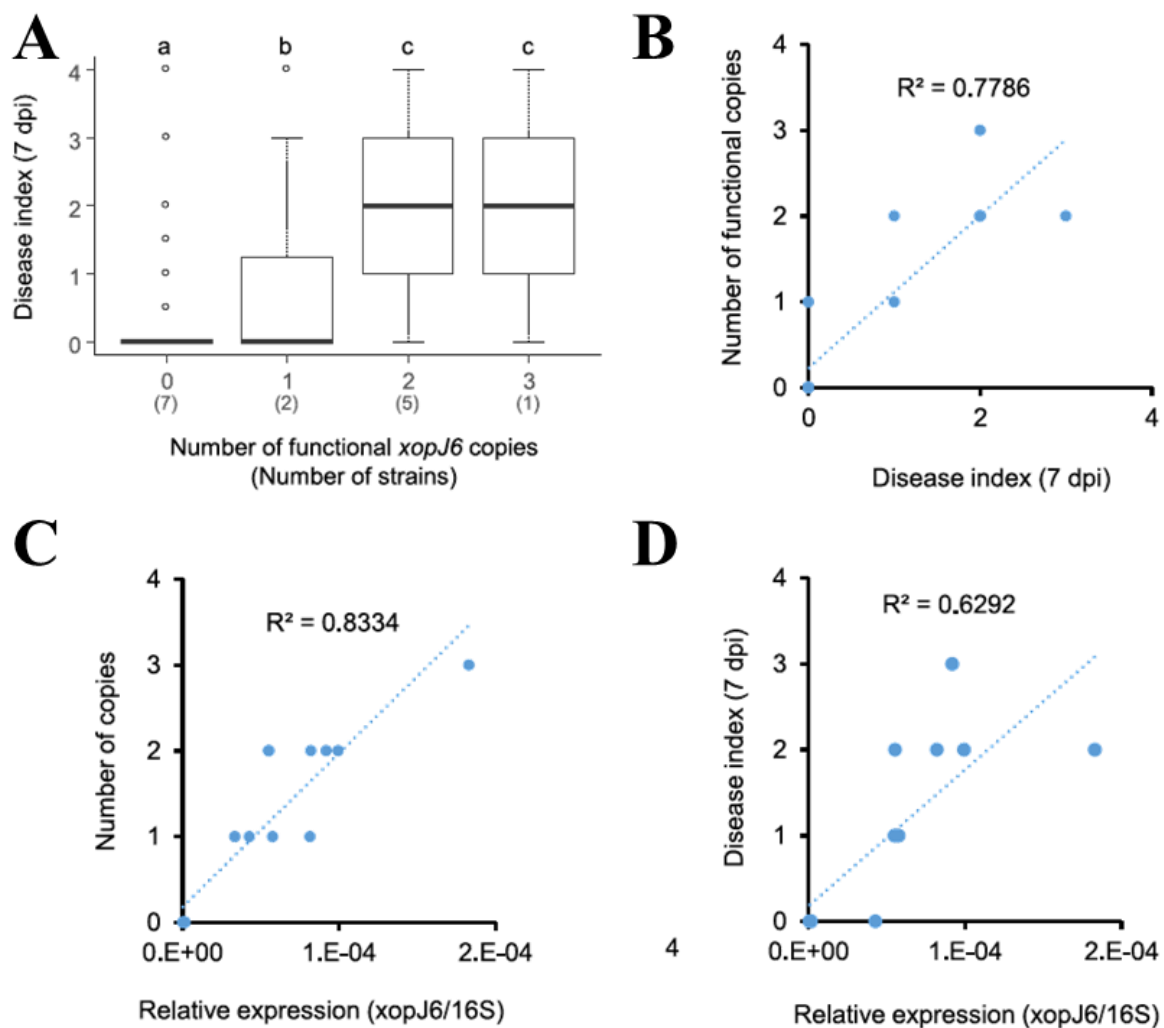 A
a b c c
Disease index (7 dpi)
4
3
2
1
0
0 1 2 3
(7) (2) (5) (1)
Number of functional xopJ6 copies
(Number of strains)
B
R² = 0.7786
Number of functional copies
4
3
2
1
0
0 2 4
Disease index (7 dpi)
C
R² = 0.8334
Number of copies
4
3
2
1
0
0.E+00 1.E-04 2.E-04
Relative expression (xopJ6/16S)
4
D
R² = 0.6292
Disease index (7 dpi)
4
3
2
1
0
0.E+00 1.E-04 2.E-04
Relative expression (xopJ6/16S)